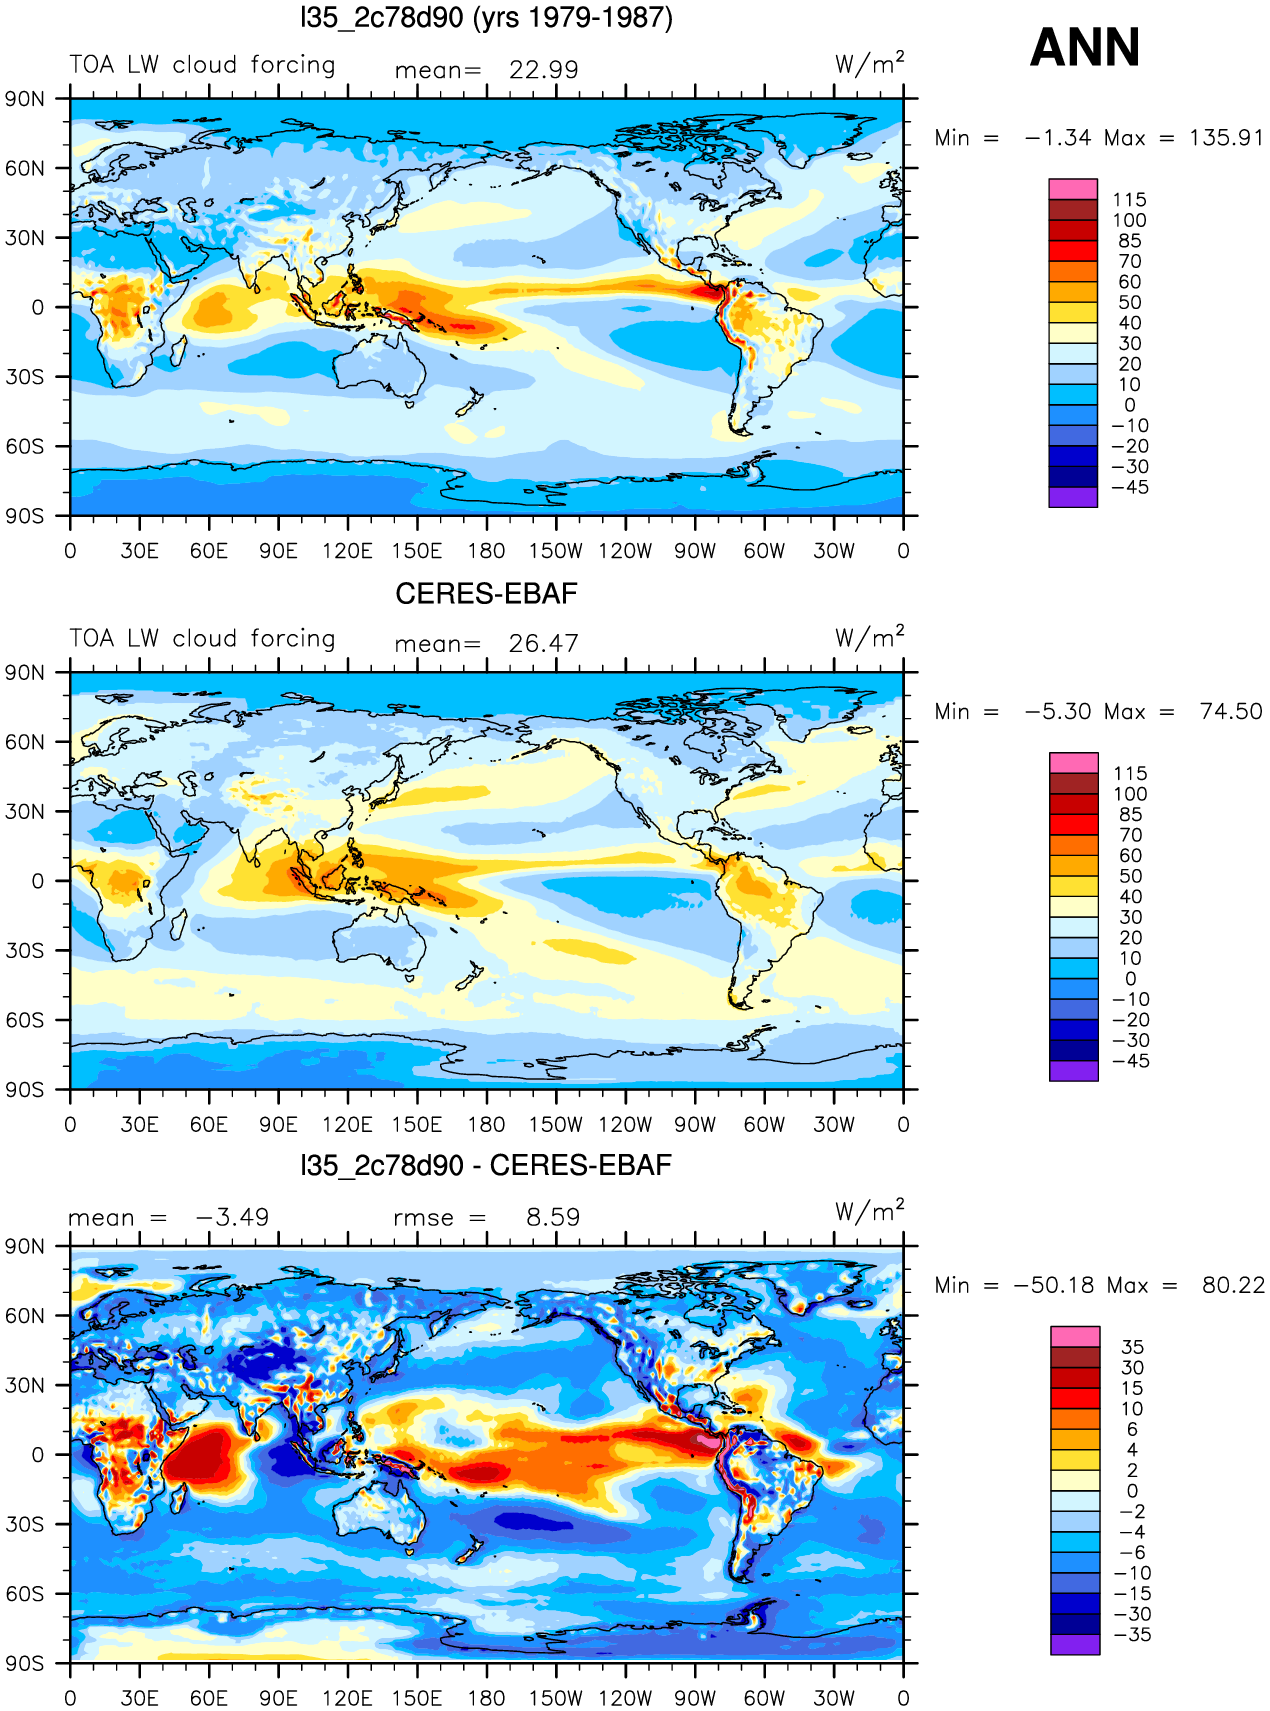 l35_2c78d90 (yrs 1979-1987)
ANN
TOA LW cloud forcing mean= 22.99 W/m²
Min = −1.34 Max = 135.91
90N
60N
30N
0
30S
60S
90S
0 30E 60E 90E 120E 150E 180 150W 120W 90W 60W 30W 0
115
100
85
70
60
50
40
30
20
10
0
−10
−20
−30
−45
CERES-EBAF
TOA LW cloud forcing mean= 26.47 W/m²
Min = −5.30 Max = 74.50
90N
60N
30N
0
30S
60S
90S
0 30E 60E 90E 120E 150E 180 150W 120W 90W 60W 30W 0
115
100
85
70
60
50
40
30
20
10
0
−10
−20
−30
−45
l35_2c78d90 - CERES-EBAF
mean = −3.49 rmse = 8.59 W/m²
Min = −50.18 Max = 80.22
90N
60N
30N
0
30S
60S
90S
0 30E 60E 90E 120E 150E 180 150W 120W 90W 60W 30W 0
35
30
15
10
6
4
2
0
−2
−4
−6
−10
−15
−30
−35